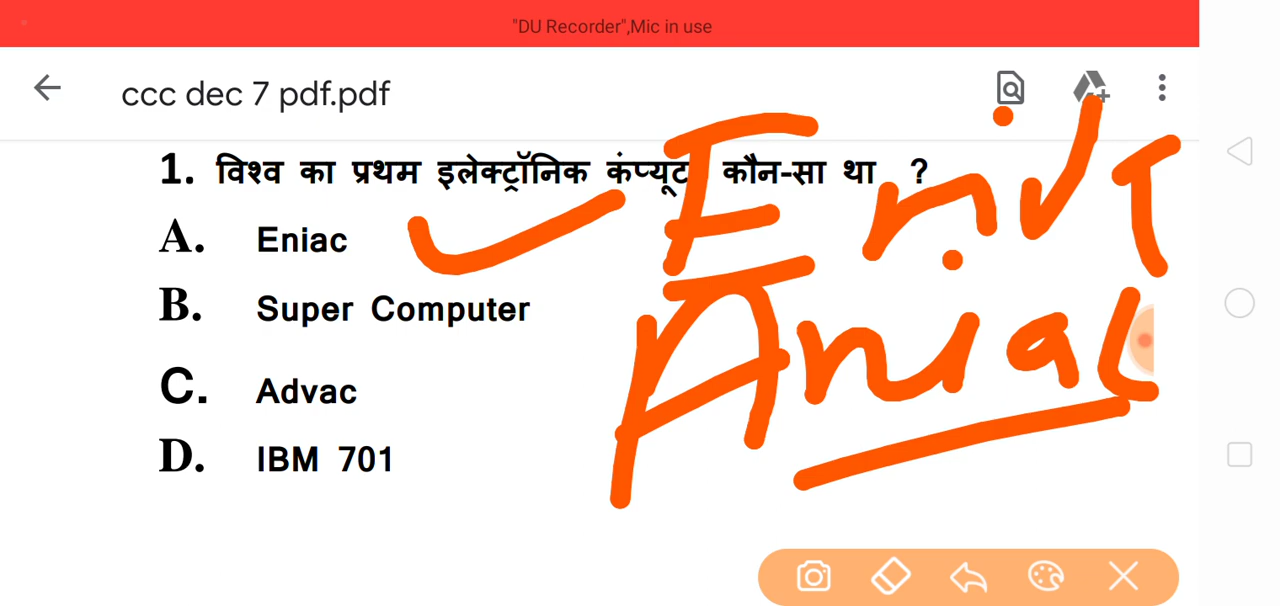 "DU Recorder",Mic in use
ccc dec 7 pdf.pdf
1. विश्व का प्रथम इलेक्ट्रॉनिक कंप्यूट कौन-सा था ?
A. Eniac
B. Super Computer
C. Advac
D. IBM 701
Aniac